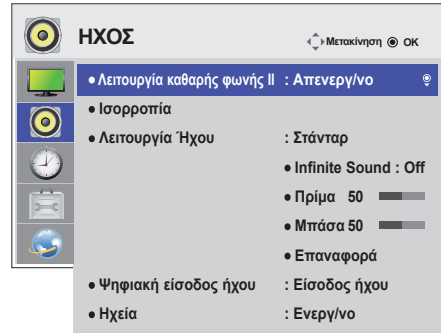 ΗΧΟΣ
Μετακίνηση OK
• Λειτουργία καθαρής φωνής II : Απενεργ/νο
• Ισορροπία
• Λειτουργία Ήχου : Στάνταρ
• Infinite Sound : Off
• Πρίμα 50
• Μπάσα 50
• Επαναφορά
• Ψηφιακή είσοδος ήχου : Είσοδος ήχου
• Ηχεία : Ενεργ/νο